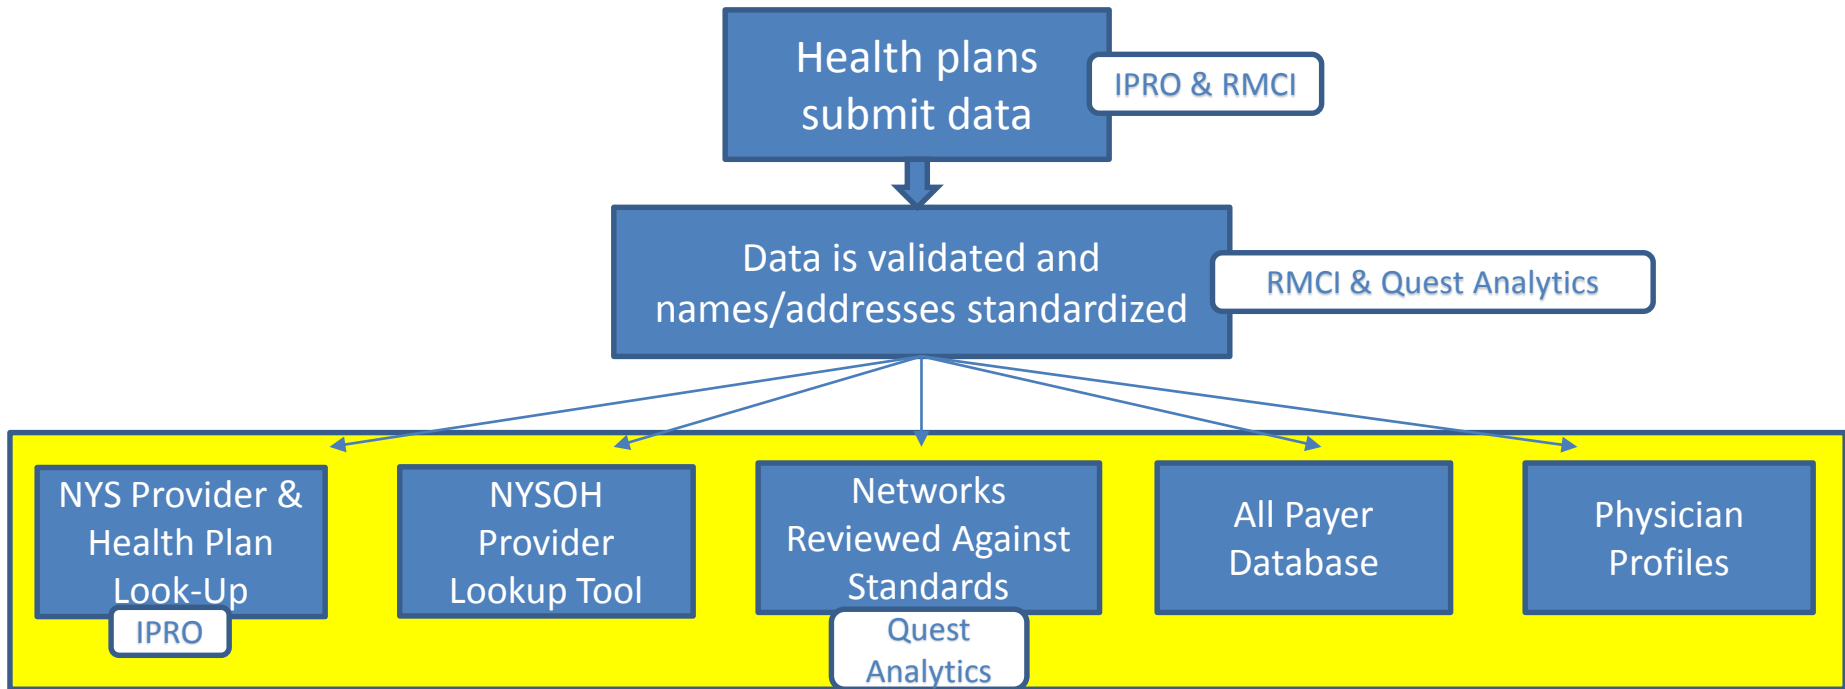 Health plans
submit data
IPRO & RMCI
Data is validated and
names/addresses standardized
RMCI & Quest Analytics
NYS Provider &
Health Plan
Look-Up
IPRO
NYSOH
Provider
Lookup Tool
Networks
Reviewed Against
Standards
Quest
Analytics
All Payer
Database
Physician
Profiles